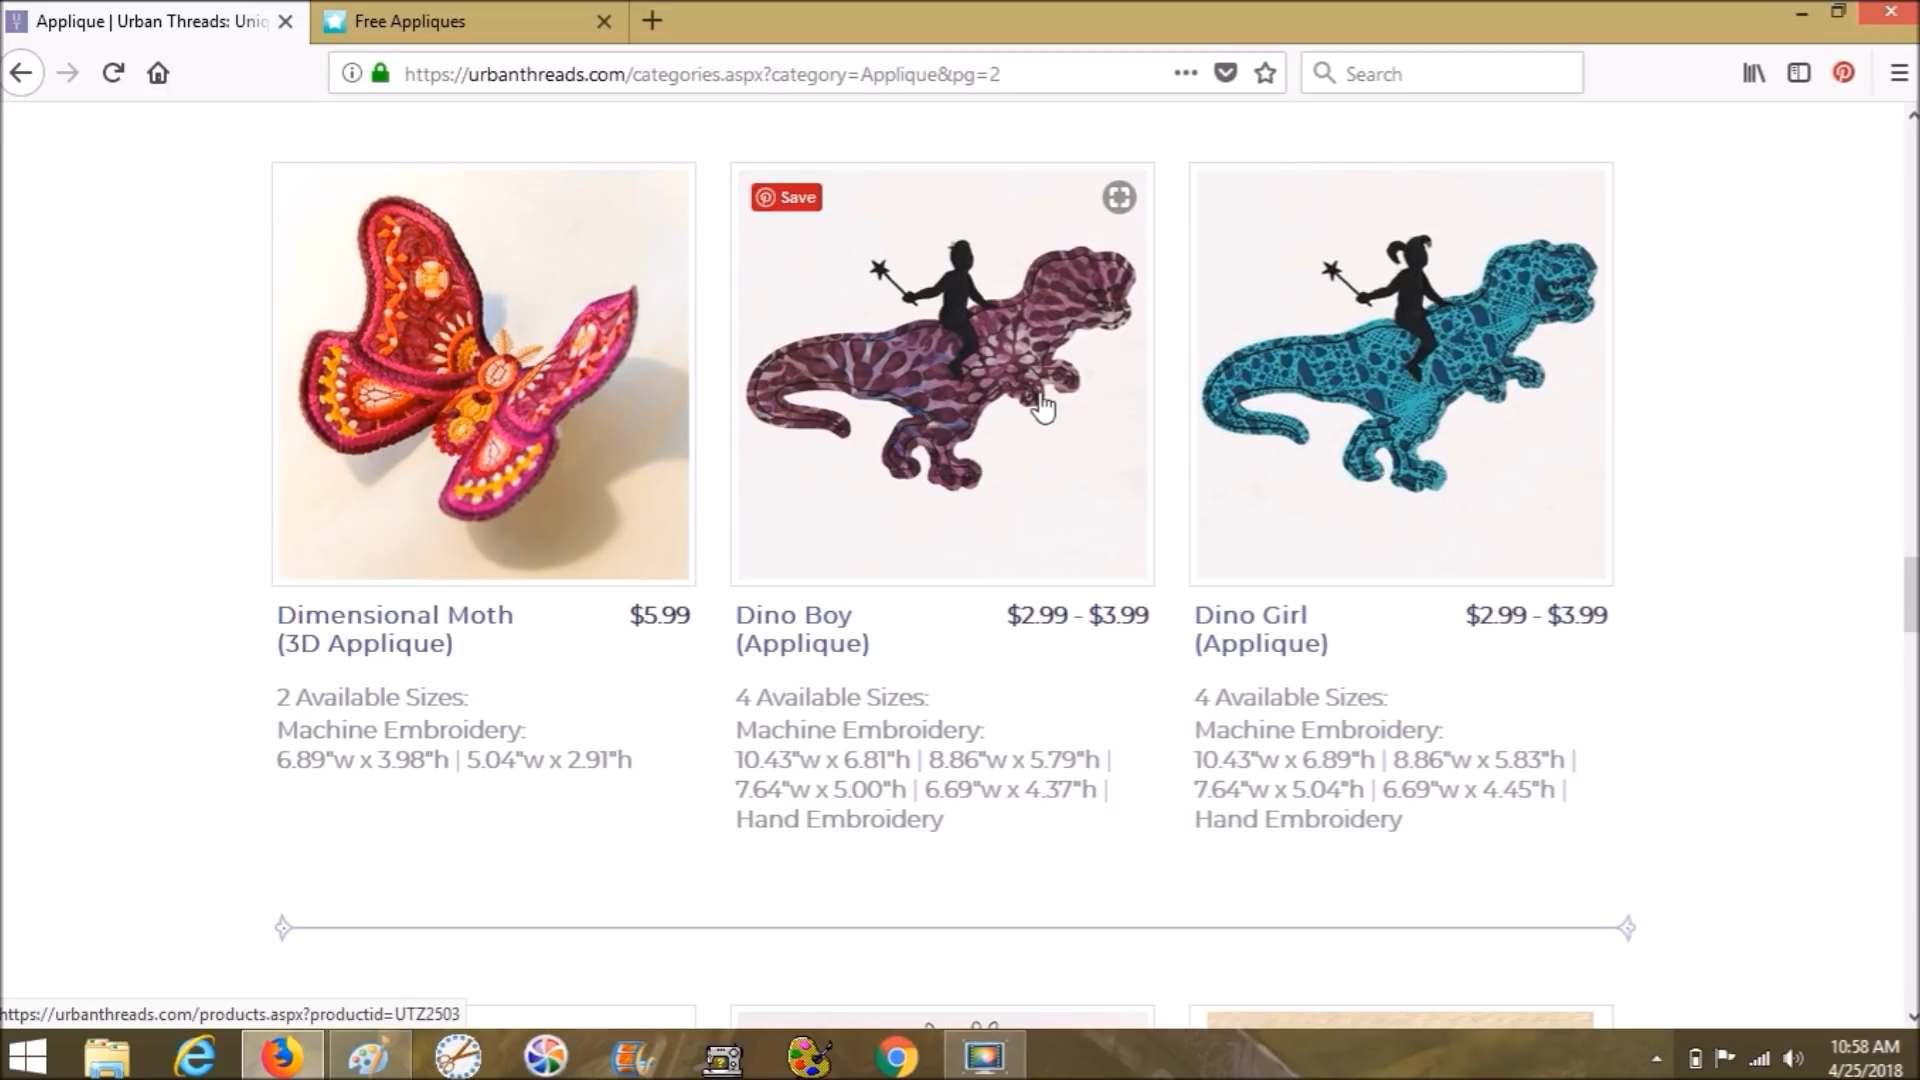 Applique | Urban Threads: Uniq
Free Appliques
https://urbanthreads.com/categories.aspx?category=Applique&pg=2
Search
Save
Dimensional Moth
(3D Applique)
$5.99
2 Available Sizes:
Machine Embroidery:
6.89"w x 3.98"h | 5.04"w x 2.91"h
Dino Boy
(Applique)
$2.99 - $3.99
4 Available Sizes:
Machine Embroidery:
10.43"w x 6.81"h | 8.86"w x 5.79"h |
7.64"w x 5.00"h | 6.69"w x 4.37"h |
Hand Embroidery
Dino Girl
(Applique)
$2.99 - $3.99
4 Available Sizes:
Machine Embroidery:
10.43"w x 6.89"h | 8.86"w x 5.83"h |
7.64"w x 5.04"h | 6.69"w x 4.45"h |
Hand Embroidery
https://urbanthreads.com/products.aspx?productid=UTZ2503
10:58 AM
4/25/2018